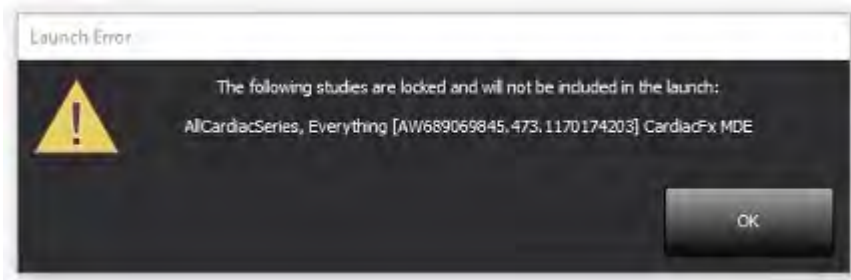 Launch Error
The following studies are locked and will not be included in the launch:
AllCardiacSeries, Everything [AW689069845.473.1170174203] CardiacFx MDE
OK